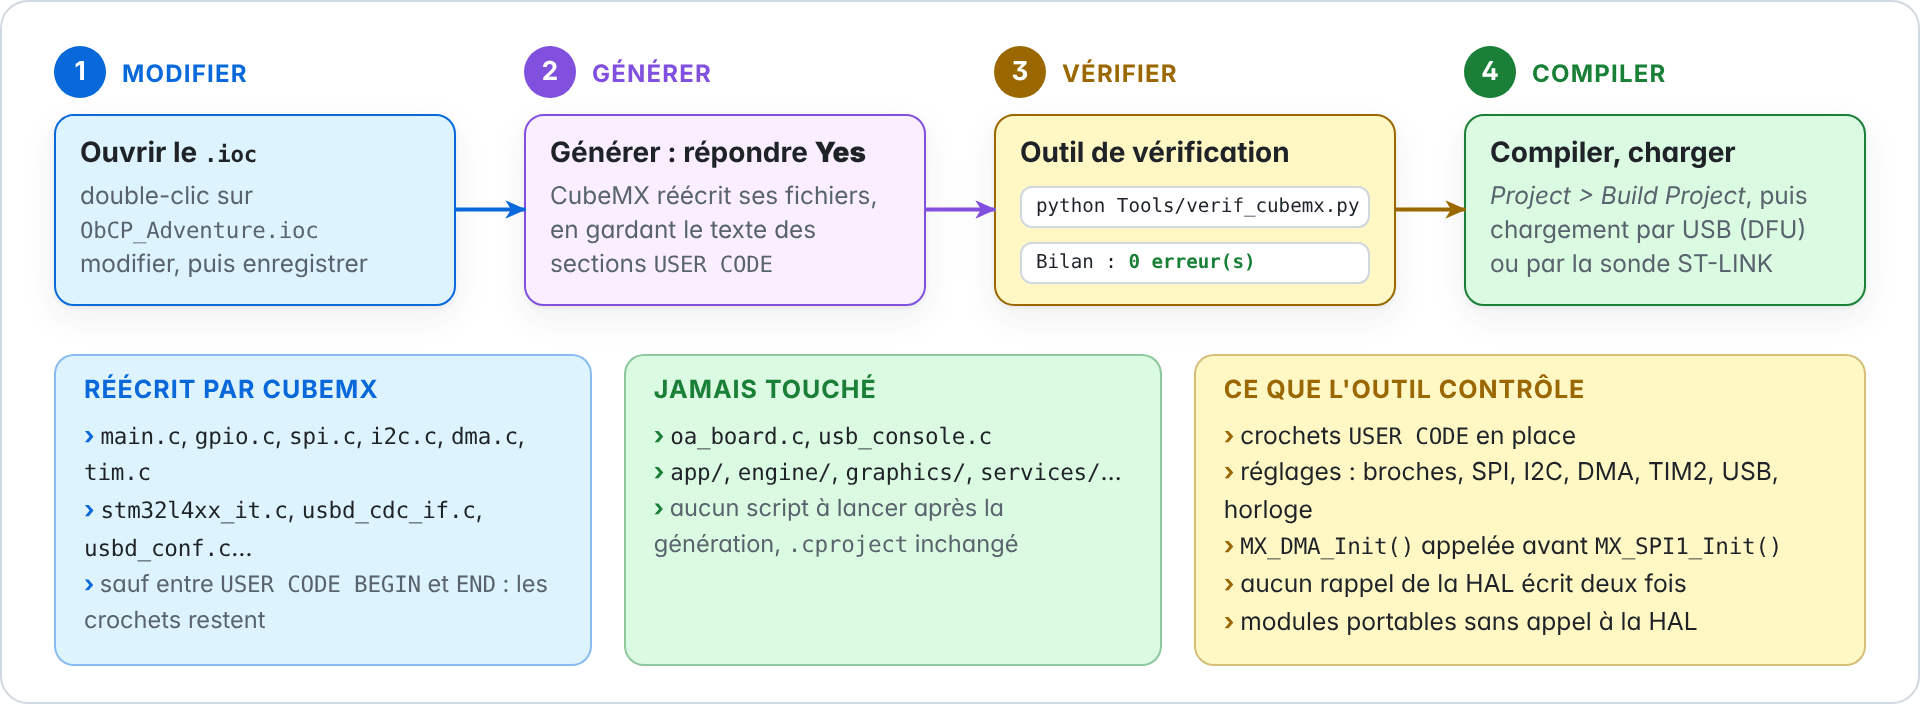 1 MODIFIER
Ouvrir le .ioc
double-clic sur
ObCP_Adventure.ioc
modifier, puis enregistrer
2 GÉNÉRER
Générer : répondre Yes
CubeMX réécrit ses fichiers,
en gardant le texte des
sections USER CODE
3 VÉRIFIER
Outil de vérification
python Tools/verif_cubemx.py
Bilan : 0 erreur(s)
4 COMPILER
Compiler, charger
Project > Build Project, puis
chargement par USB (DFU)
ou par la sonde ST-LINK
RÉÉCRIT PAR CUBEMX
› main.c, gpio.c, spi.c, i2c.c, dma.c,
tim.c
› stm32l4xx_it.c, usbd_cdc_if.c,
usbd_conf.c…
› sauf entre USER CODE BEGIN et END : les
crochets restent
JAMAIS TOUCHÉ
› oa_board.c, usb_console.c
› app/, engine/, graphics/, services/…
› aucun script à lancer après la
génération, .cproject inchangé
CE QUE L'OUTIL CONTRÔLE
› crochets USER CODE en place
› réglages : broches, SPI, I2C, DMA, TIM2, USB,
horloge
› MX_DMA_Init() appelée avant MX_SPI1_Init()
› aucun rappel de la HAL écrit deux fois
› modules portables sans appel à la HAL